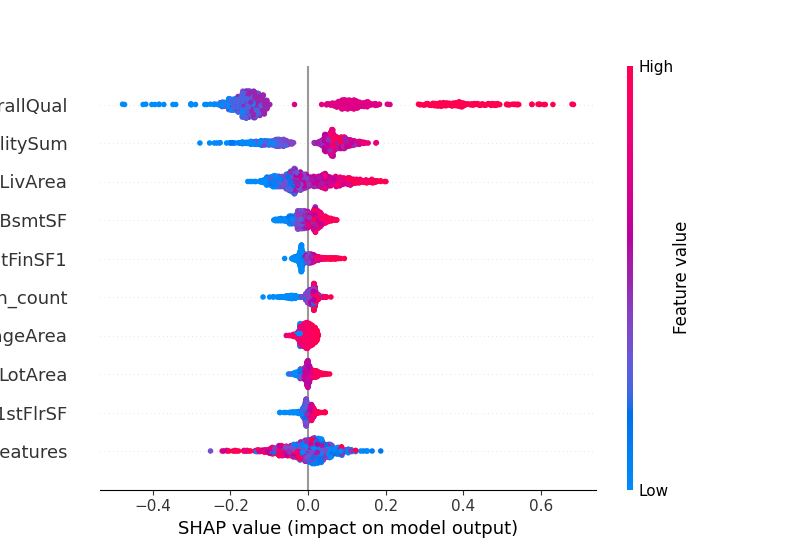 High
rallQual
litySum
LivArea
BsmtSF
tFinSF1
n_count
ageArea
LotArea
1stFlrSF
eatures
Feature value
Low
−0.4 −0.2 0.0 0.2 0.4 0.6
SHAP value (impact on model output)